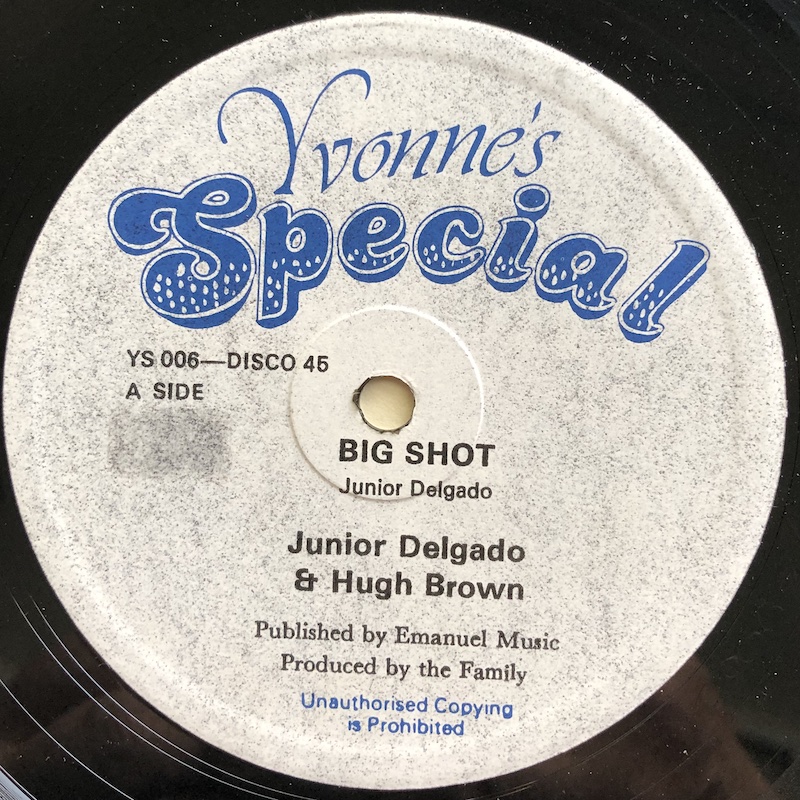 Yvonne's
Special
YS 006—DISCO 45
A SIDE
BIG SHOT
Junior Delgado
Junior Delgado
& Hugh Brown
Published by Emanuel Music
Produced by the Family
Unauthorised Copying
is Prohibited